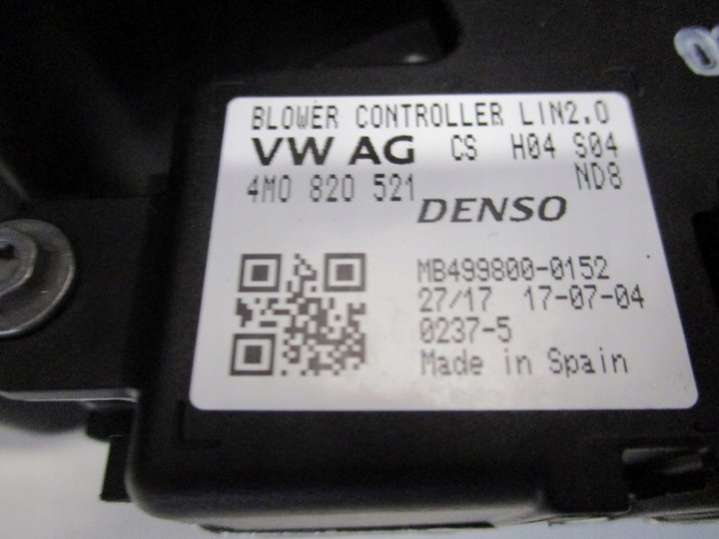 BLOWER CONTROLLER LIN2.0
VW AG CS H04 S04
4M0 820 521 ND8
DENSO
MB499800-0152
27/17 17-07-04
0237-5
Made in Spain